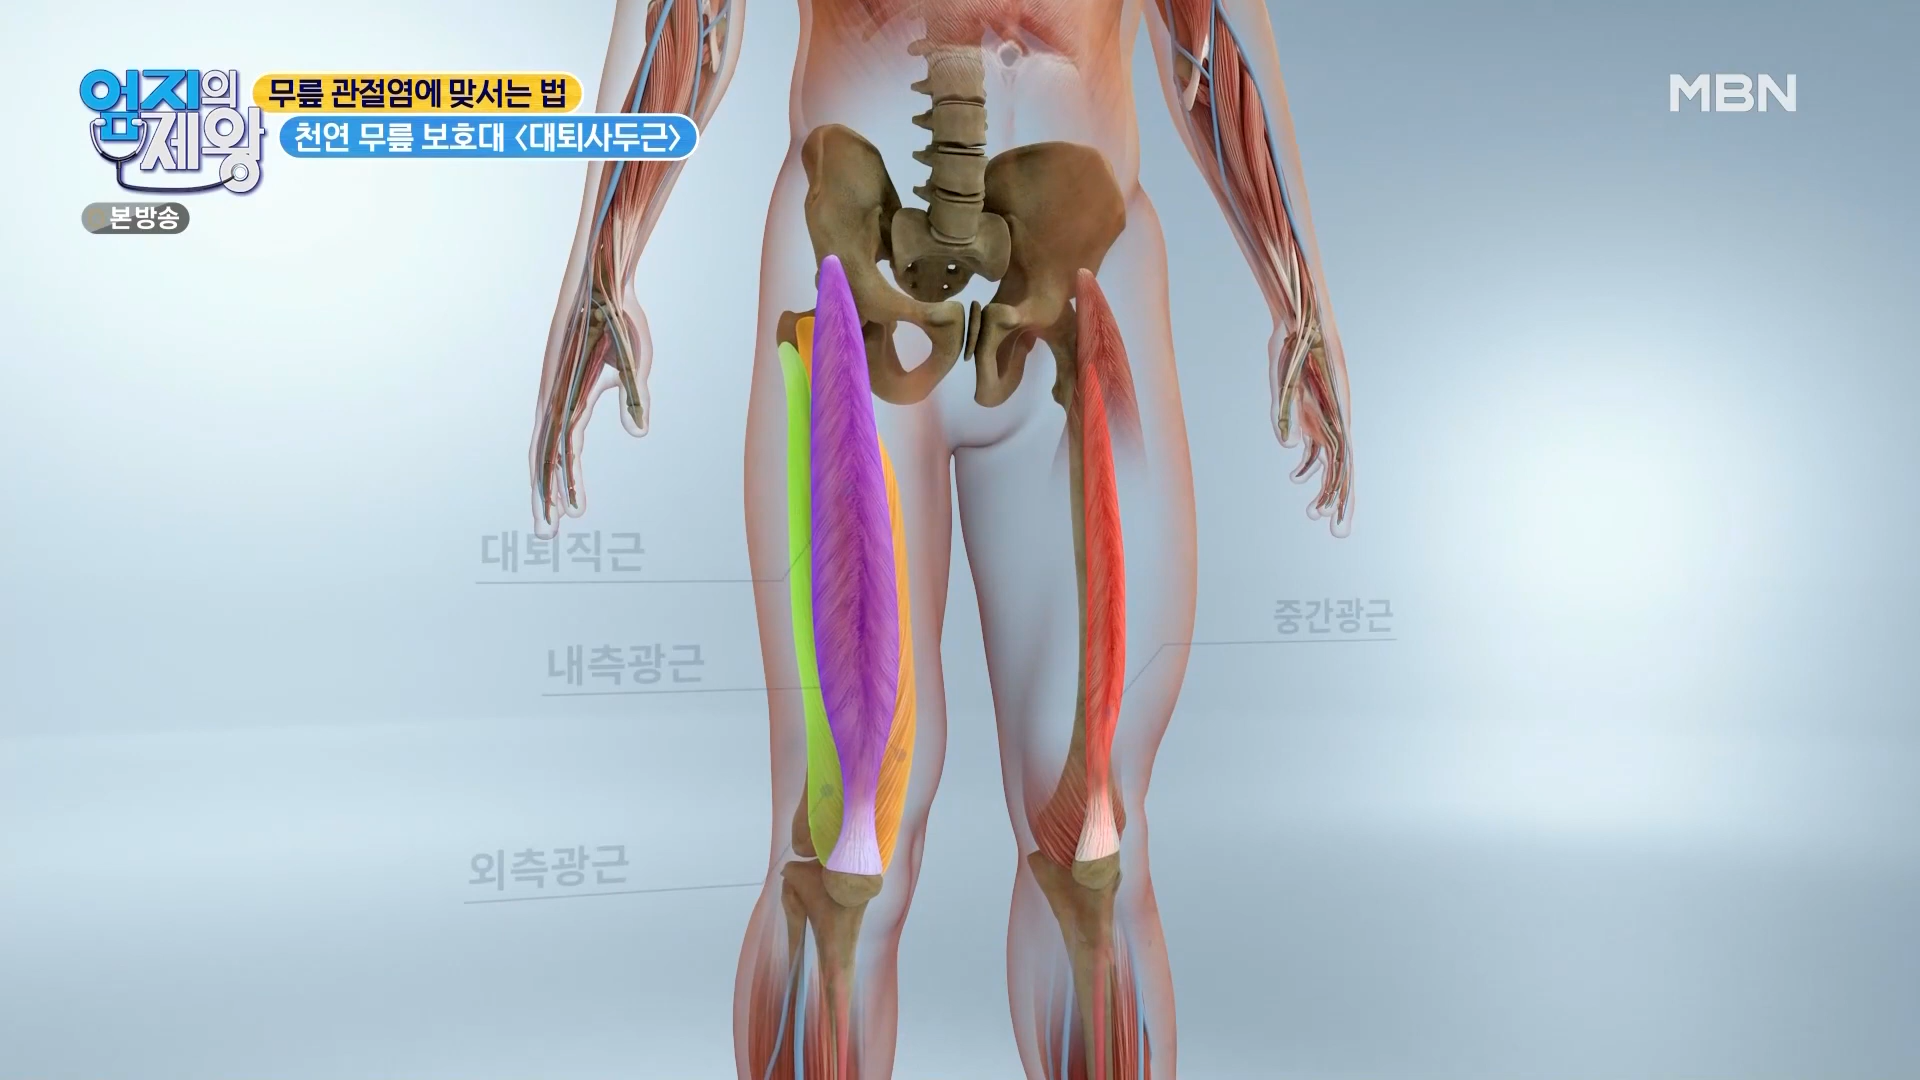 엄지의
제왕
무릎 관절염에 맞서는 법
천연 무릎 보호대 <대퇴사두근>
본 방송
MBN
대퇴직근
내측광근
중간광근
외측광근